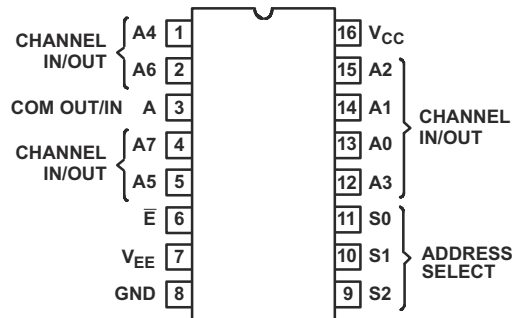 CHANNEL
IN/OUT
A4 1
A6 2
COM OUT/IN A 3
CHANNEL
IN/OUT
A7 4
A5 5
E̅ 6
VEE 7
GND 8
16 VCC
15 A2
14 A1
13 A0
12 A3
CHANNEL
IN/OUT
11 S0
10 S1
9 S2
ADDRESS
SELECT